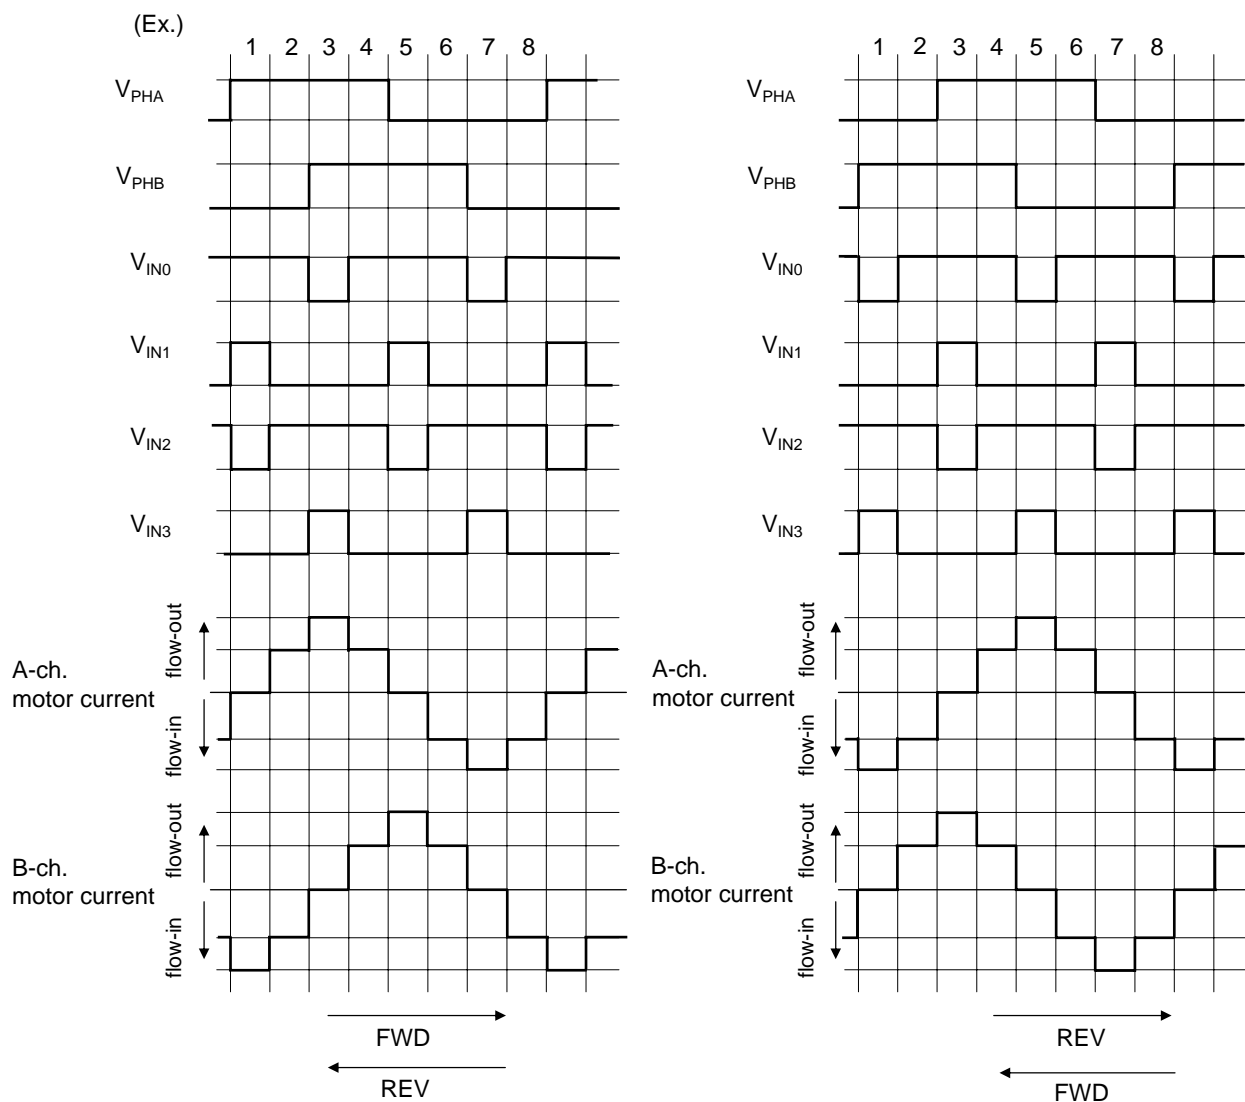 (Ex.)
1 2 3 4 5 6 7 8
VPHA
VPHB
VIN0
VIN1
VIN2
VIN3
flow-out
A-ch.
motor current
flow-in
flow-out
B-ch.
motor current
flow-in
FWD
REV
1 2 3 4 5 6 7 8
VPHA
VPHB
VIN0
VIN1
VIN2
VIN3
flow-out
A-ch.
motor current
flow-in
flow-out
B-ch.
motor current
flow-in
REV
FWD